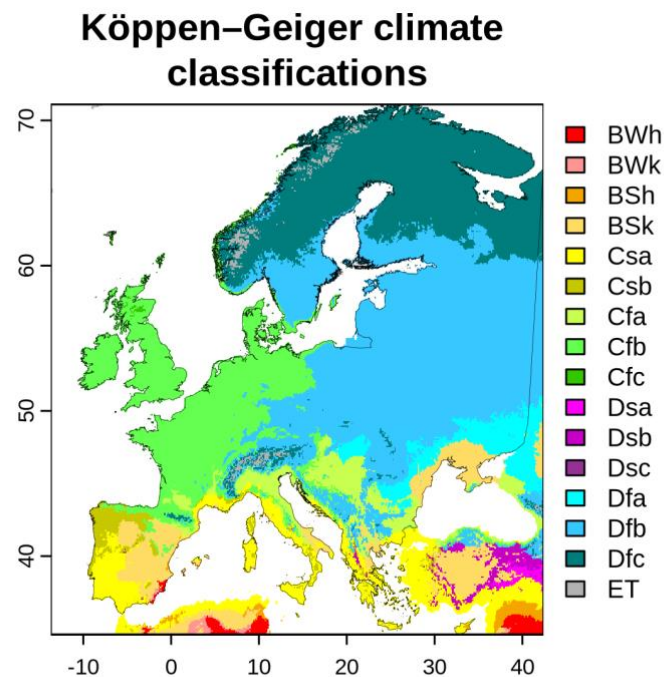 Köppen–Geiger climate
classifications
70
60
50
40
-10 0 10 20 30 40
BWh
BWk
BSh
BSk
Csa
Csb
Cfa
Cfb
Cfc
Dsa
Dsb
Dsc
Dfa
Dfb
Dfc
ET